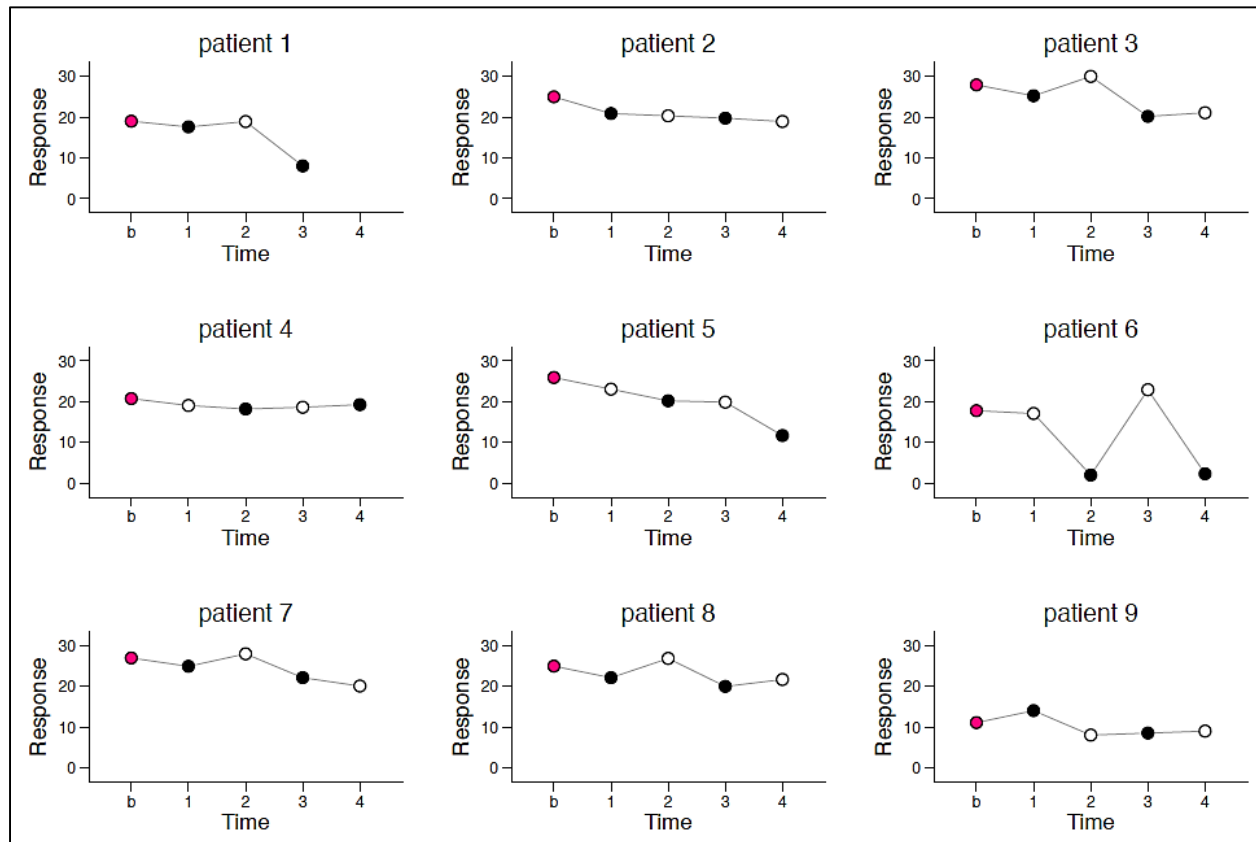 patient 1
30
20
10
0
Response
b 1 2 3 4
Time
patient 2
30
20
10
0
Response
b 1 2 3 4
Time
patient 3
30
20
10
0
Response
b 1 2 3 4
Time
patient 4
30
20
10
0
Response
b 1 2 3 4
Time
patient 5
30
20
10
0
Response
b 1 2 3 4
Time
patient 6
30
20
10
0
Response
b 1 2 3 4
Time
patient 7
30
20
10
0
Response
b 1 2 3 4
Time
patient 8
30
20
10
0
Response
b 1 2 3 4
Time
patient 9
30
20
10
0
Response
b 1 2 3 4
Time